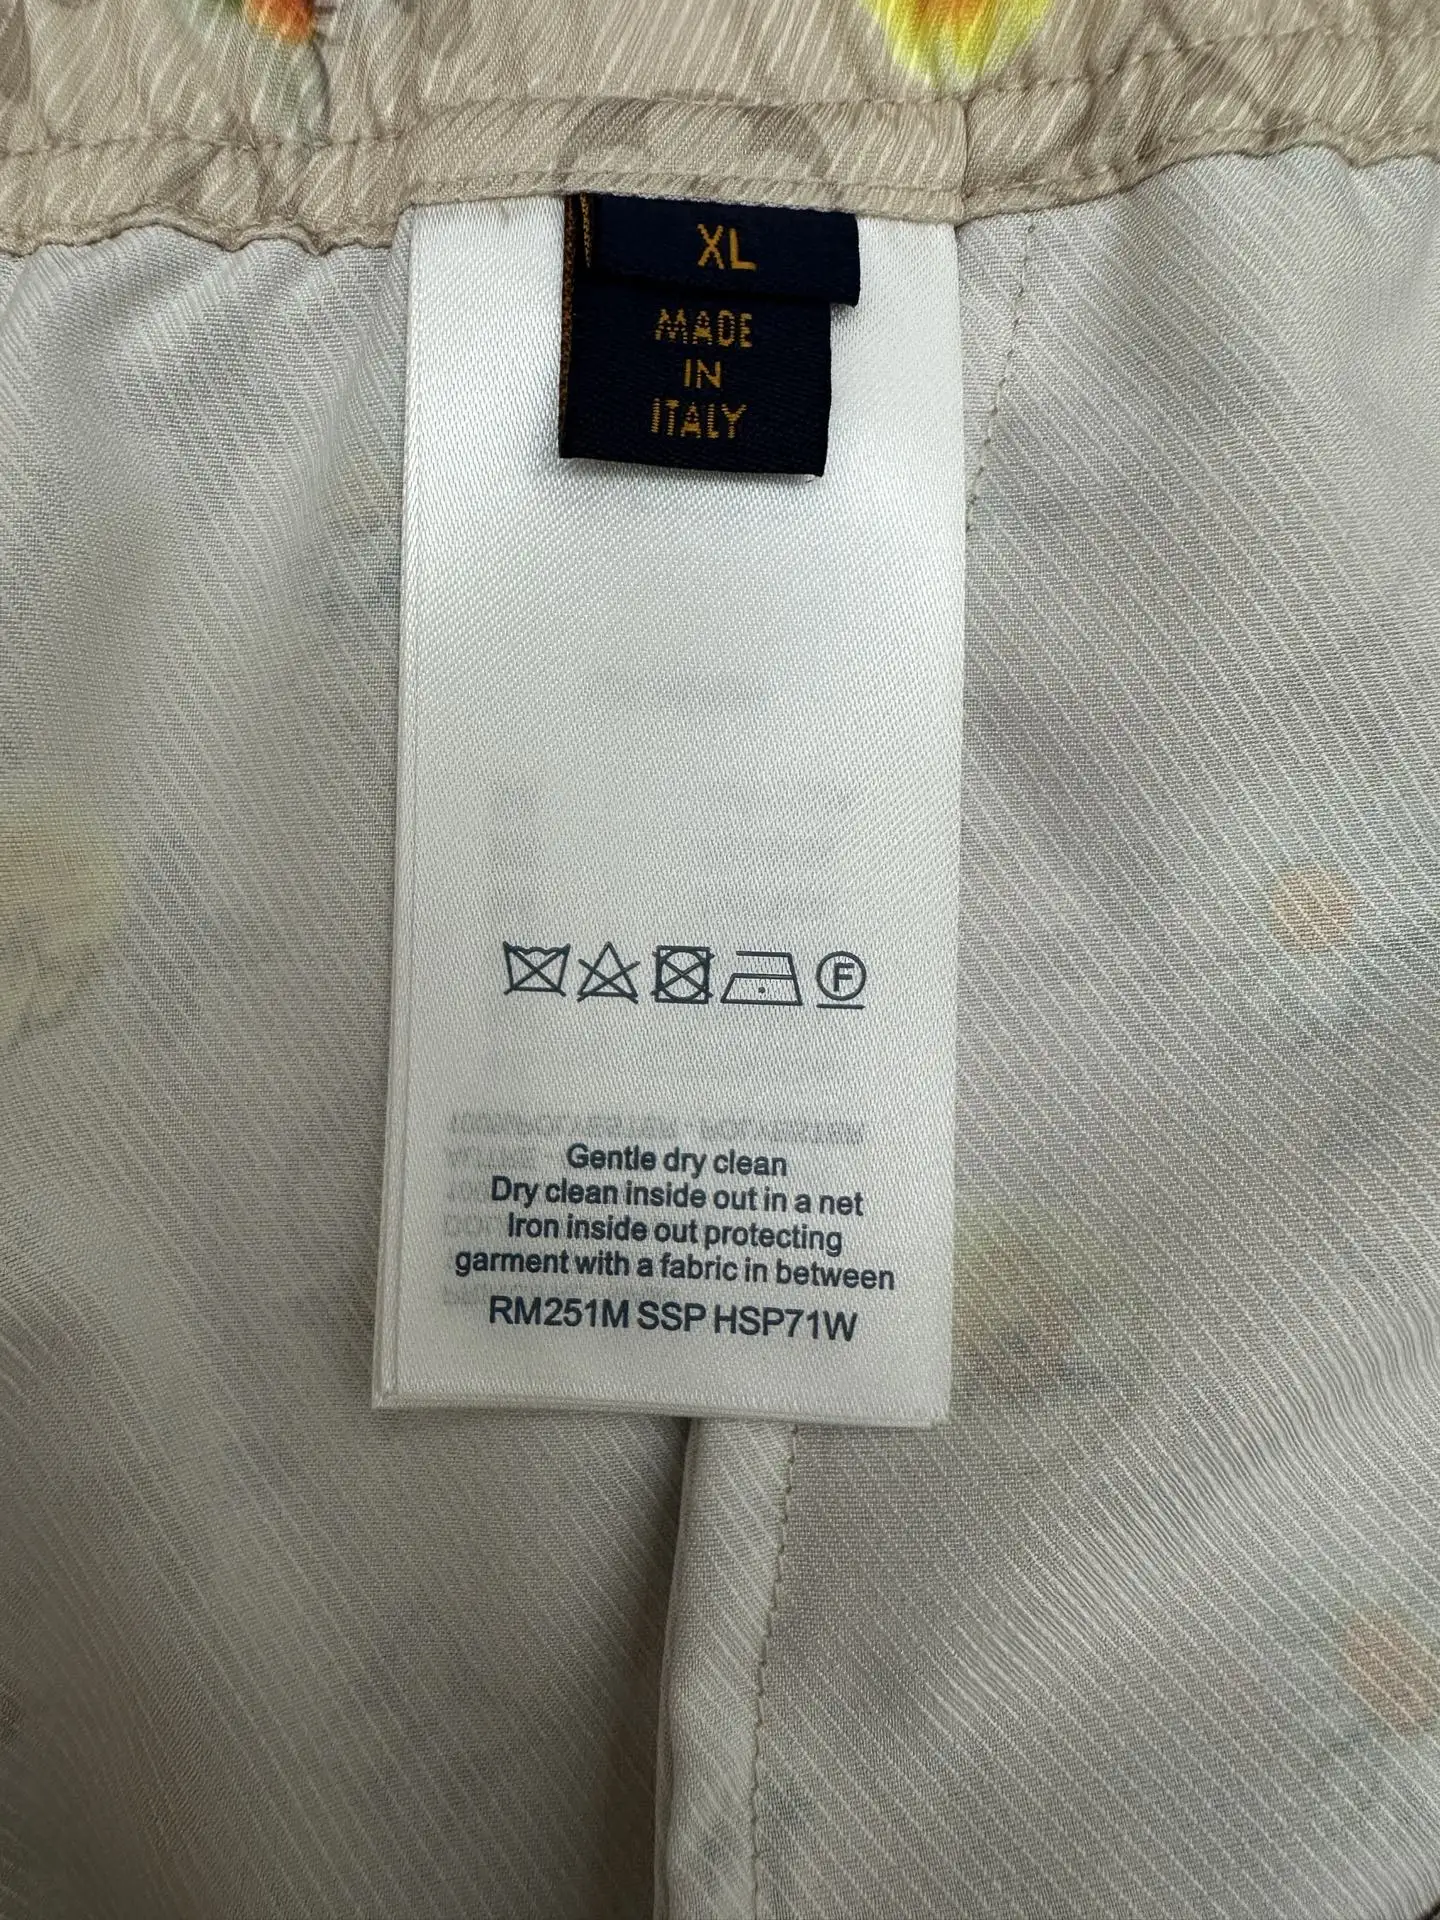 XL
MADE
IN
ITALY
F
Gentle dry clean
Dry clean inside out in a net
Iron inside out protecting
garment with a fabric in between
RM251M SSP HSP71W